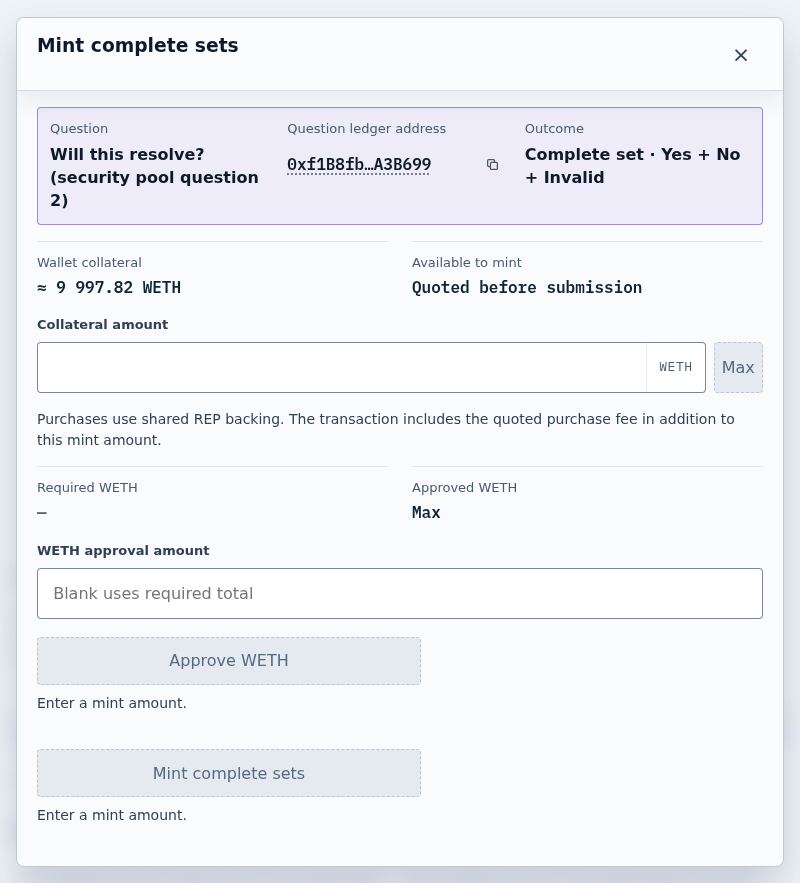 Mint complete sets
Question
Question ledger address
Outcome
Will this resolve?
(security pool question
2)
0xf1B8fb…A3B699
Complete set · Yes + No
+ Invalid
Wallet collateral
Available to mint
≈ 9 997.82 WETH
Quoted before submission
Collateral amount
WETH
Max
Purchases use shared REP backing. The transaction includes the quoted purchase fee in addition to
this mint amount.
Required WETH
Approved WETH
—
Max
WETH approval amount
Blank uses required total
Approve WETH
Enter a mint amount.
Mint complete sets
Enter a mint amount.